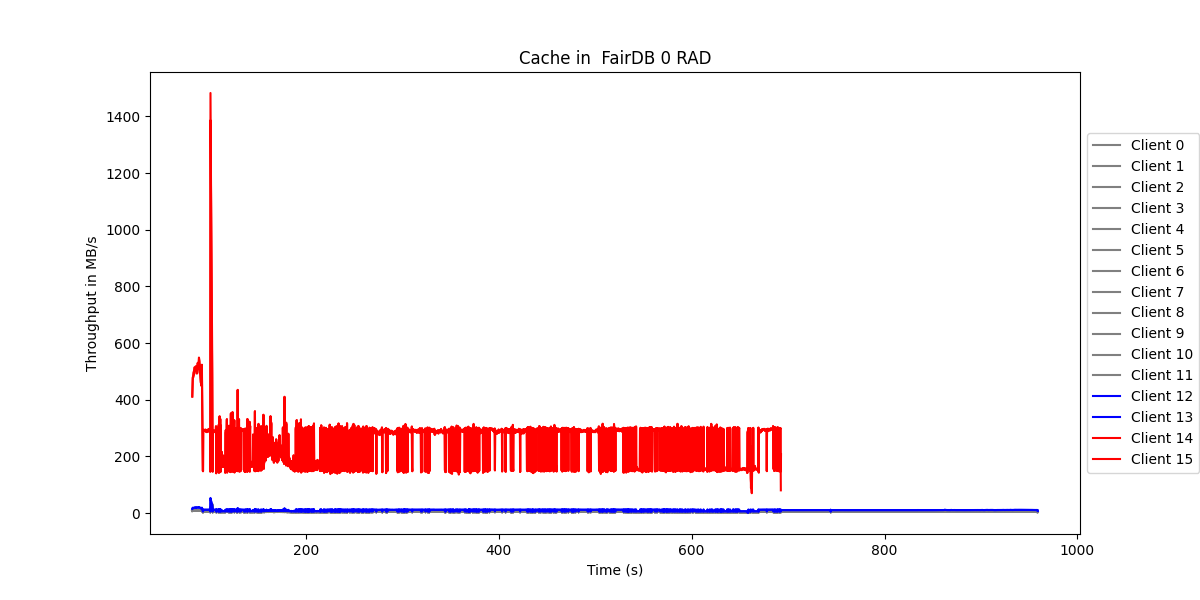 Cache in  FairDB 0 RAD
Throughput in MB/s
1400
1200
1000
800
600
400
200
0
200
400
600
800
1000
Time (s)
Client 0
Client 1
Client 2
Client 3
Client 4
Client 5
Client 6
Client 7
Client 8
Client 9
Client 10
Client 11
Client 12
Client 13
Client 14
Client 15